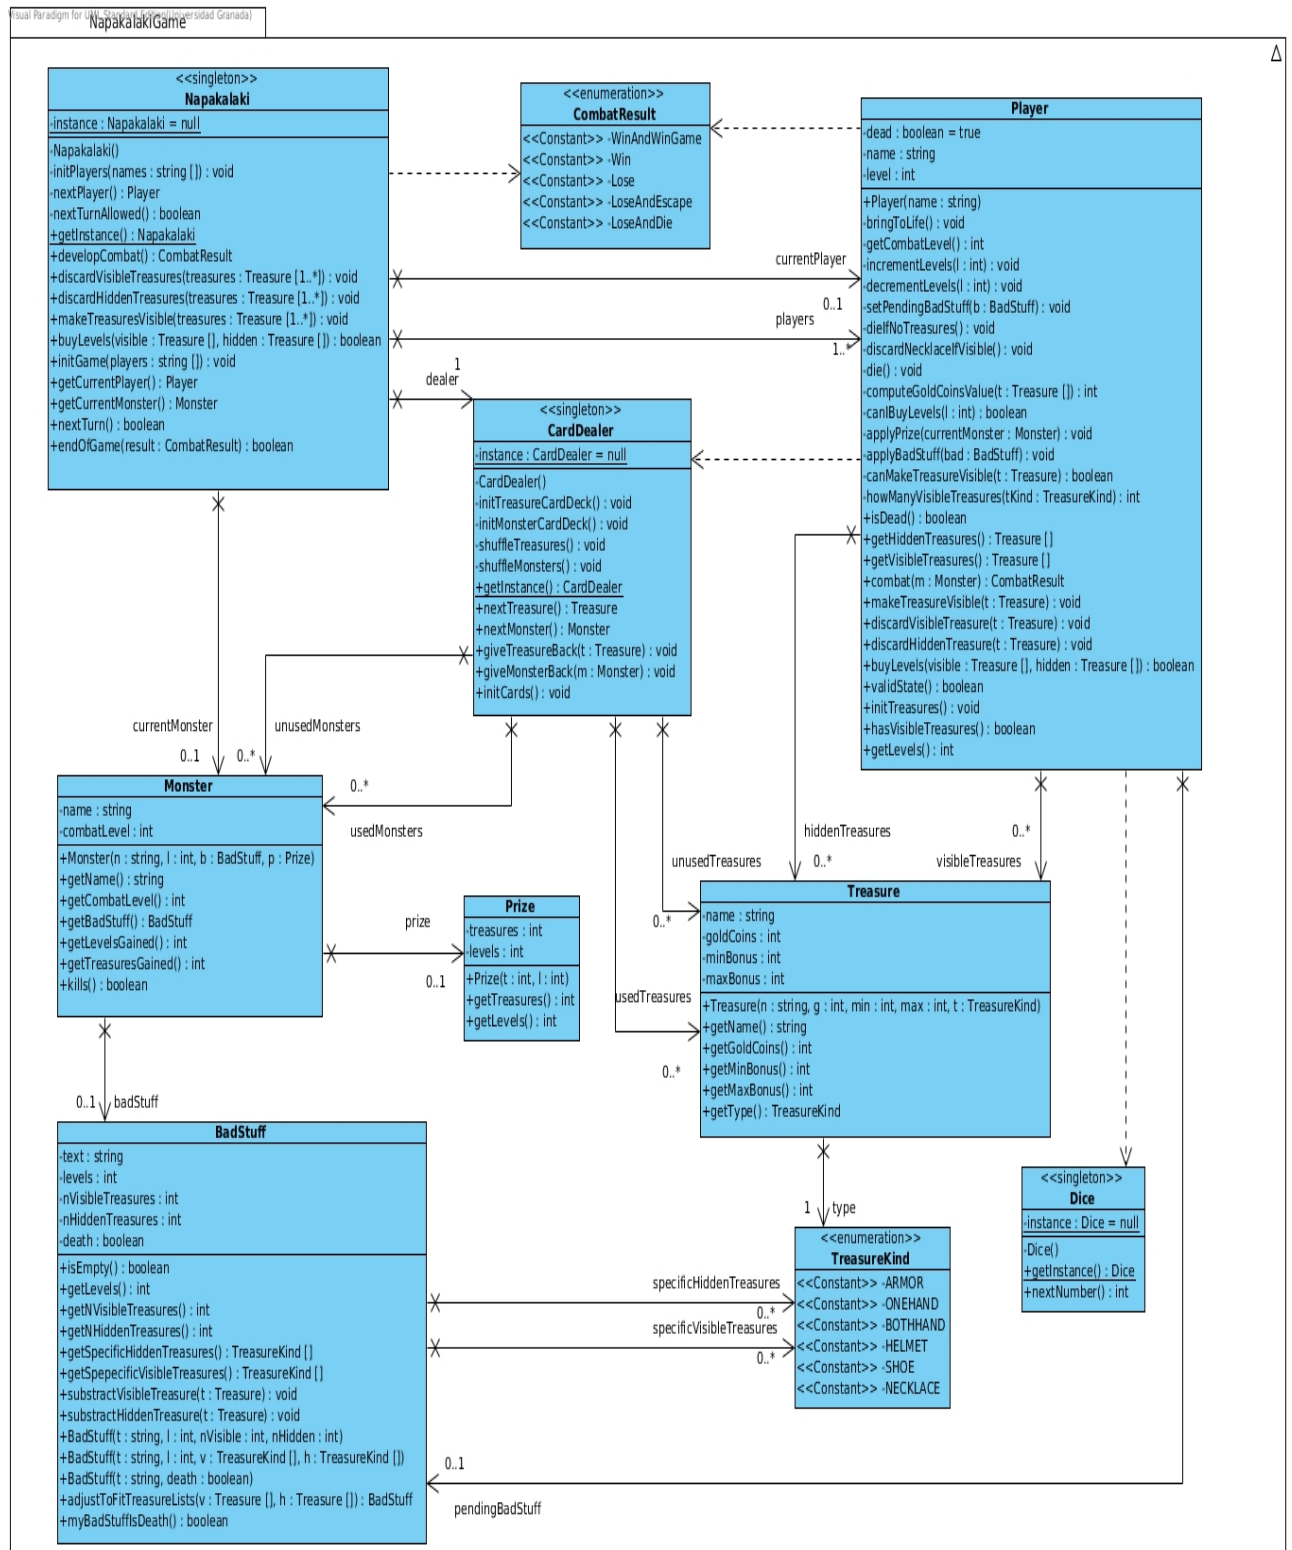 Visual Paradigm for UML Standard Edition(Universidad Granada)
NapakalakiGame
<<singleton>>
Napakalaki
-instance : Napakalaki = null
-Napakalaki()
-initPlayers(names : string []) : void
-nextPlayer() : Player
-nextTurnAllowed() : boolean
+getInstance() : Napakalaki
+developCombat() : CombatResult
+discardVisibleTreasures(treasures : Treasure [1..*]) : void
+discardHiddenTreasures(treasures : Treasure [1..*]) : void
+makeTreasuresVisible(treasures : Treasure [1..*]) : void
+buyLevels(visible : Treasure [], hidden : Treasure []) : boolean
+initGame(players : string []) : void
+getCurrentPlayer() : Player
+getCurrentMonster() : Monster
+nextTurn() : boolean
+endOfGame(result : CombatResult) : boolean
<<enumeration>>
CombatResult
<<Constant>> -WinAndWinGame
<<Constant>> -Win
<<Constant>> -Lose
<<Constant>> -LoseAndEscape
<<Constant>> -LoseAndDie
Player
-dead : boolean = true
-name : string
-level : int
+Player(name : string)
-bringToLife() : void
-getCombatLevel() : int
-incrementLevels(l : int) : void
-decrementLevels(l : int) : void
-setPendingBadStuff(b : BadStuff) : void
-dieIfNoTreasures() : void
-discardNecklaceIfVisible() : void
-die() : void
-computeGoldCoinsValue(t : Treasure []) : int
-canIBuyLevels(l : int) : boolean
-applyPrize(currentMonster : Monster) : void
-applyBadStuff(bad : BadStuff) : void
-canMakeTreasureVisible(t : Treasure) : boolean
-howManyVisibleTreasures(tKind : TreasureKind) : int
+isDead() : boolean
+getHiddenTreasures() : Treasure []
+getVisibleTreasures() : Treasure []
+combat(m : Monster) : CombatResult
+makeTreasureVisible(t : Treasure) : void
+discardVisibleTreasure(t : Treasure) : void
+discardHiddenTreasure(t : Treasure) : void
+buyLevels(visible : Treasure [], hidden : Treasure []) : boolean
+validState() : boolean
+initTreasures() : void
+hasVisibleTreasures() : boolean
+getLevels() : int
currentPlayer
0..1
players
1..*
1
dealer
<<singleton>>
CardDealer
-instance : CardDealer = null
-CardDealer()
-initTreasureCardDeck() : void
-initMonsterCardDeck() : void
-shuffleTreasures() : void
-shuffleMonsters() : void
+getInstance() : CardDealer
+nextTreasure() : Treasure
+nextMonster() : Monster
+giveTreasureBack(t : Treasure) : void
+giveMonsterBack(m : Monster) : void
+initCards() : void
currentMonster
0..1
unusedMonsters
0..*
0..*
usedMonsters
Monster
-name : string
-combatLevel : int
+Monster(n : string, l : int, b : BadStuff, p : Prize)
+getName() : string
+getCombatLevel() : int
+getBadStuff() : BadStuff
+getLevelsGained() : int
+getTreasuresGained() : int
+kills() : boolean
prize
0..1
Prize
-treasures : int
-levels : int
+Prize(t : int, l : int)
+getTreasures() : int
+getLevels() : int
unusedTreasures
0..*
usedTreasures
0..*
hiddenTreasures
0..*
0..*
visibleTreasures
Treasure
-name : string
-goldCoins : int
-minBonus : int
-maxBonus : int
+Treasure(n : string, g : int, min : int, max : int, t : TreasureKind)
+getName() : string
+getGoldCoins() : int
+getMinBonus() : int
+getMaxBonus() : int
+getType() : TreasureKind
0..1
badStuff
BadStuff
-text : string
-levels : int
-nVisibleTreasures : int
-nHiddenTreasures : int
-death : boolean
+isEmpty() : boolean
+getLevels() : int
+getNVisibleTreasures() : int
+getNHiddenTreasures() : int
+getSpecificHiddenTreasures() : TreasureKind []
+getSpepecificVisibleTreasures() : TreasureKind []
+substractVisibleTreasure(t : Treasure) : void
+substractHiddenTreasure(t : Treasure) : void
+BadStuff(t : string, l : int, nVisible : int, nHidden : int)
+BadStuff(t : string, l : int, v : TreasureKind [], h : TreasureKind [])
+BadStuff(t : string, death : boolean)
+adjustToFitTreasureLists(v : Treasure [], h : Treasure []) : BadStuff
+myBadStuffIsDeath() : boolean
1
type
specificHiddenTreasures
0..*
specificVisibleTreasures
0..*
<<enumeration>>
TreasureKind
<<Constant>> -ARMOR
<<Constant>> -ONEHAND
<<Constant>> -BOTHHAND
<<Constant>> -HELMET
<<Constant>> -SHOE
<<Constant>> -NECKLACE
<<singleton>>
Dice
-instance : Dice = null
-Dice()
+getInstance() : Dice
+nextNumber() : int
0..1
pendingBadStuff